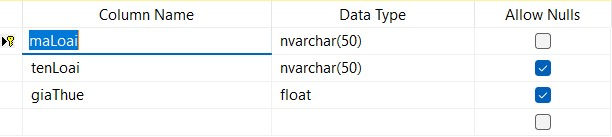 Column Name Data Type Allow Nulls
maLoai nvarchar(50)
tenLoai nvarchar(50)
giaThue float